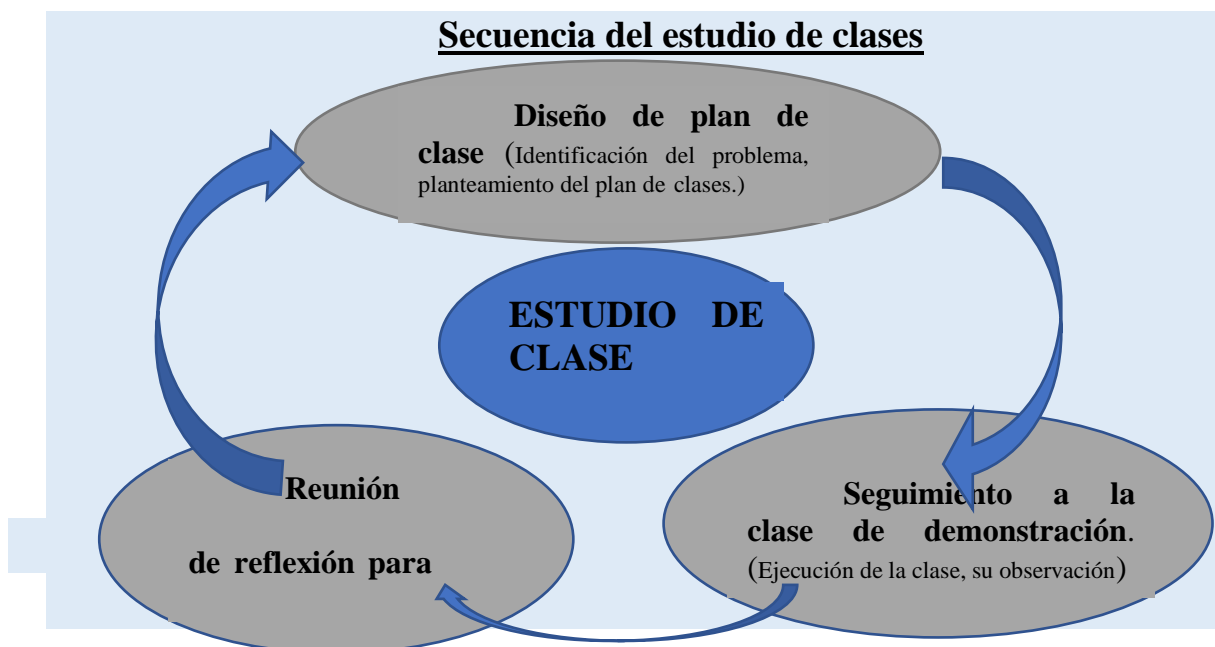 Secuencia del estudio de clases
Diseño de plan de
clase (Identificación del problema,
planteamiento del plan de clases.)
ESTUDIO DE
CLASE
Reunión
de reflexión para
Seguimiento a la
clase de demonstración.
(Ejecución de la clase, su observación)